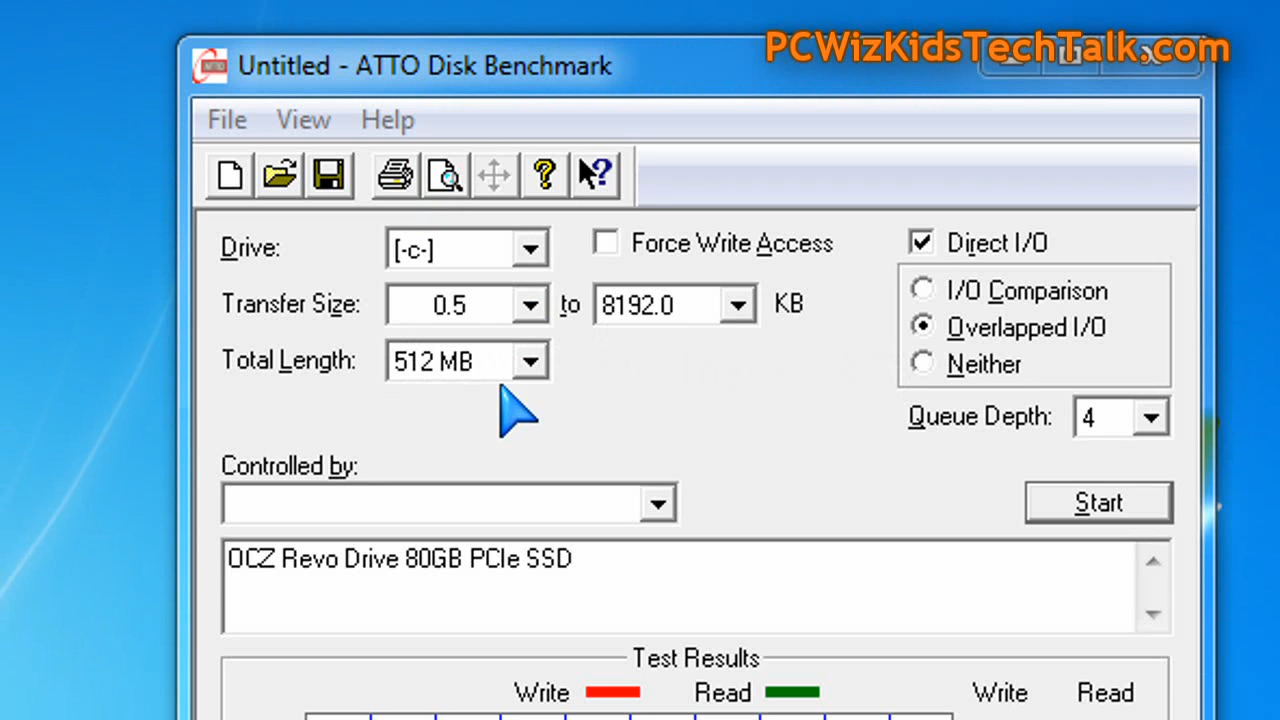 PCWizKidsTechTalk.com
Untitled - ATTO Disk Benchmark
File View Help
Drive: [-c-] Force Write Access Direct I/O
Transfer Size: 0.5 to 8192.0 KB I/O Comparison
Overlapped I/O
Total Length: 512 MB Neither
Queue Depth: 4
Controlled by:
Start
OCZ Revo Drive 80GB PCIe SSD
Test Results
Write Read Write Read